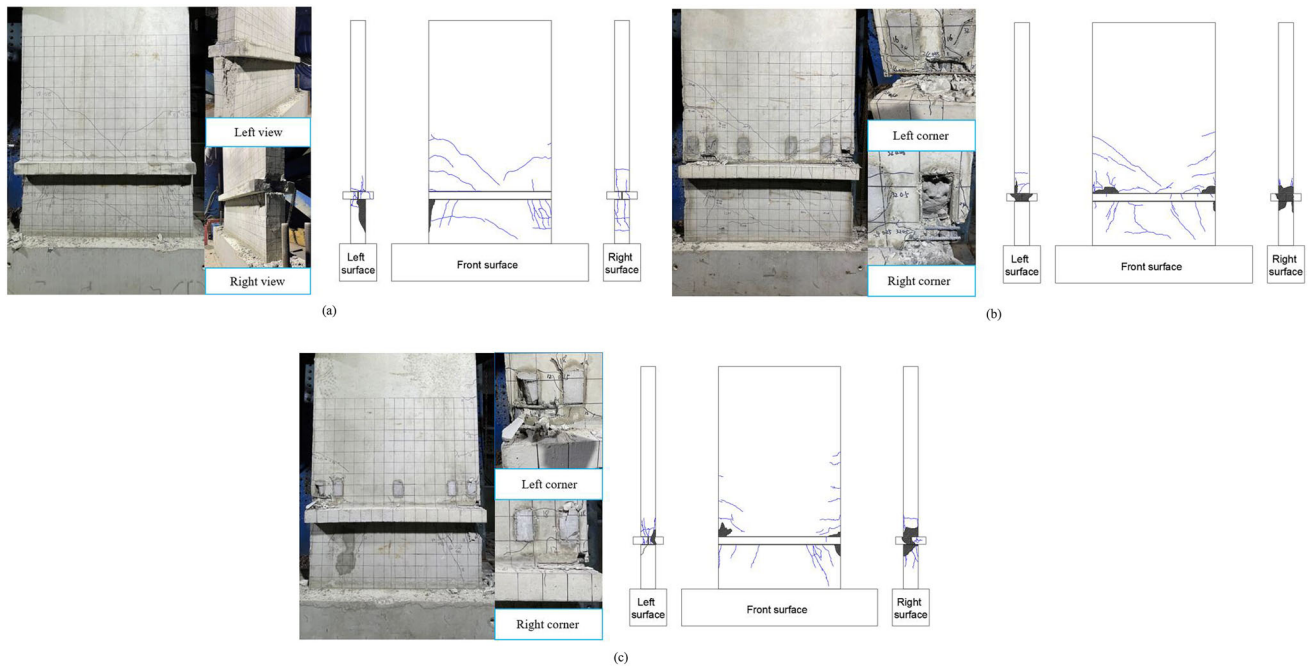 Left view
Right view
Left
surface
Front surface
Right
surface
(a)
Left corner
Right corner
Left
surface
Front surface
Right
surface
(b)
Left corner
Right corner
Left
surface
Front surface
Right
surface
(c)